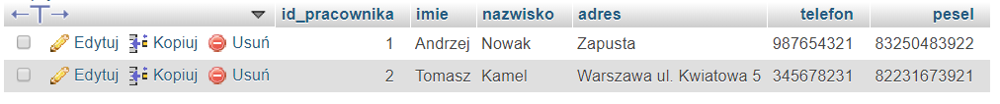 id_pracownika imie nazwisko adres telefon pesel
Edytuj Kopiuj Usuń 1 Andrzej Nowak Zapusta 987654321 83250483922
Edytuj Kopiuj Usuń 2 Tomasz Kamel Warszawa ul. Kwiatowa 5 345678231 82231673921